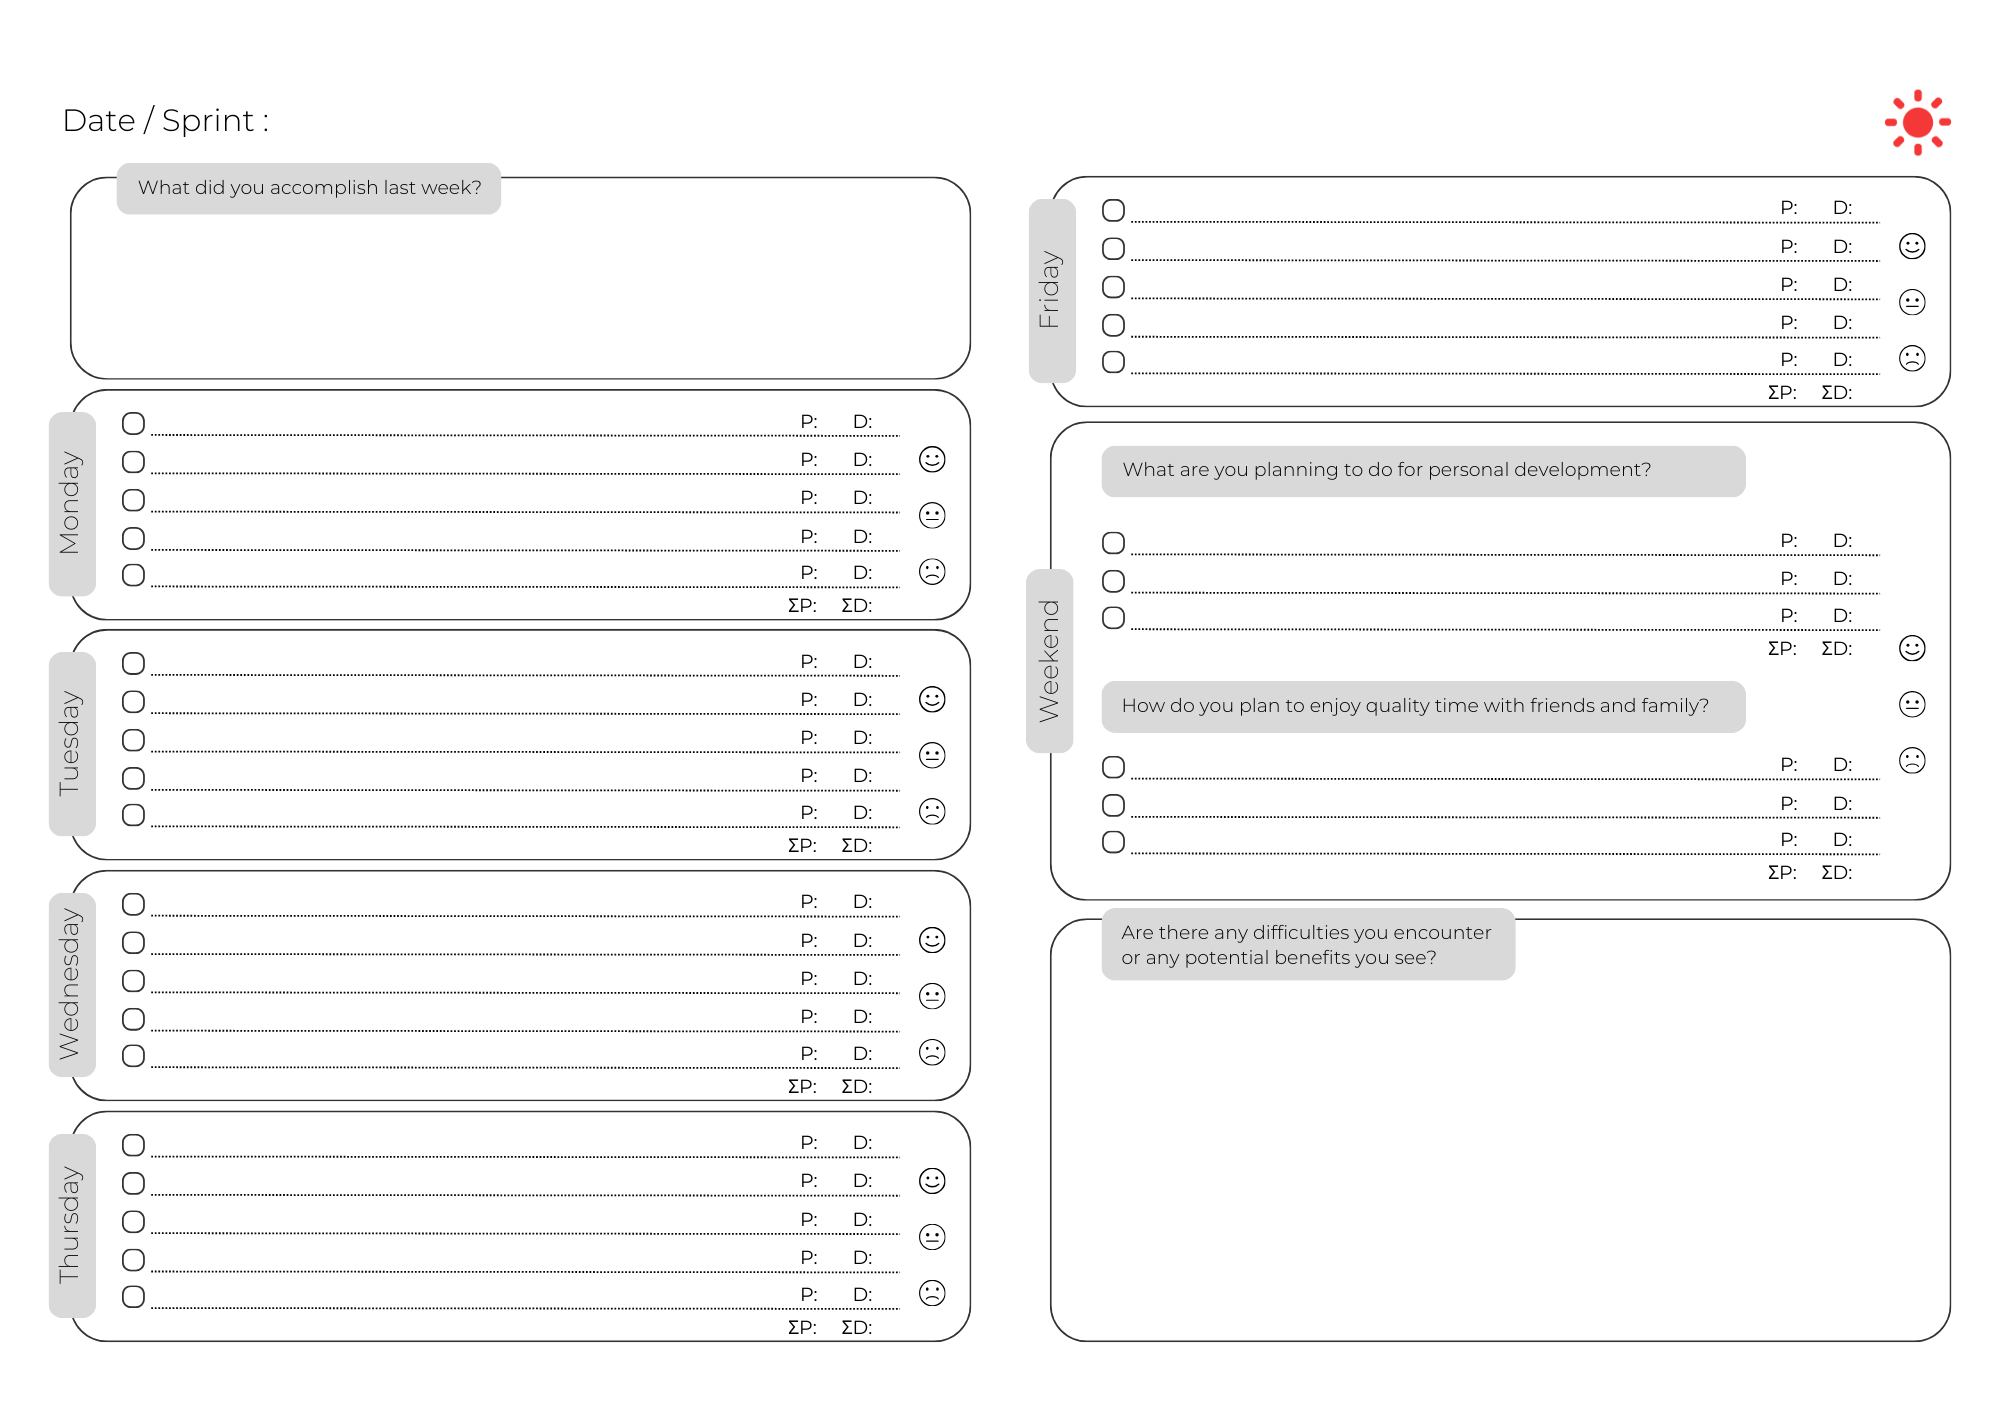 Date / Sprint :
What did you accomplish last week?
Monday
P: D:
P: D:
P: D:
P: D:
P: D:
ΣP: ΣD:
Tuesday
P: D:
P: D:
P: D:
P: D:
P: D:
ΣP: ΣD:
Wednesday
P: D:
P: D:
P: D:
P: D:
P: D:
ΣP: ΣD:
Thursday
P: D:
P: D:
P: D:
P: D:
P: D:
ΣP: ΣD:
Friday
P: D:
P: D:
P: D:
P: D:
P: D:
ΣP: ΣD:
Weekend
What are you planning to do for personal development?
P: D:
P: D:
P: D:
ΣP: ΣD:
How do you plan to enjoy quality time with friends and family?
P: D:
P: D:
P: D:
ΣP: ΣD:
Are there any difficulties you encounter
or any potential benefits you see?